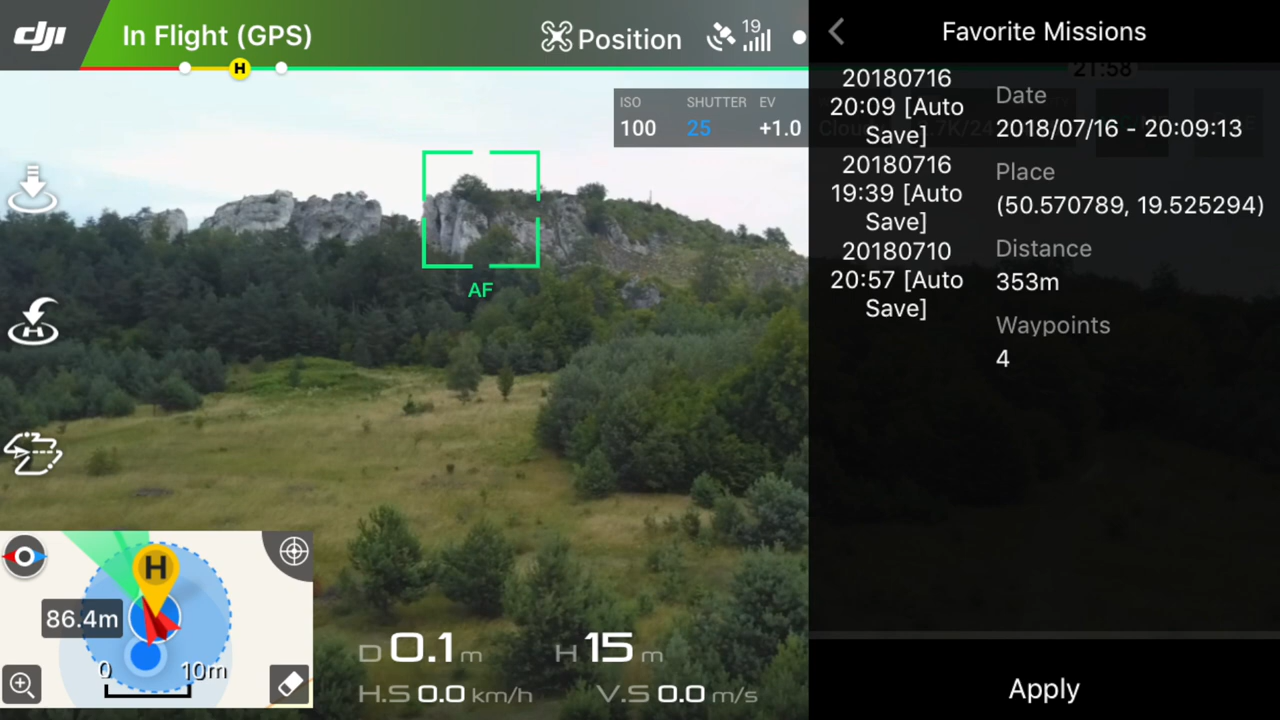 dji
In Flight (GPS)
Position
19
H
Favorite Missions
21:58
ISO
SHUTTER
EV
100
25
+1.0
20180716
20:09 [Auto
Save]
20180716
19:39 [Auto
Save]
20180710
20:57 [Auto
Save]
Date
2018/07/16 - 20:09:13
Place
(50.570789, 19.525294)
Distance
353m
Waypoints
4
AF
H
H
86.4m
0
10m
D 0.1 m
H 15 m
H.S 0.0 km/h
V.S 0.0 m/s
Apply